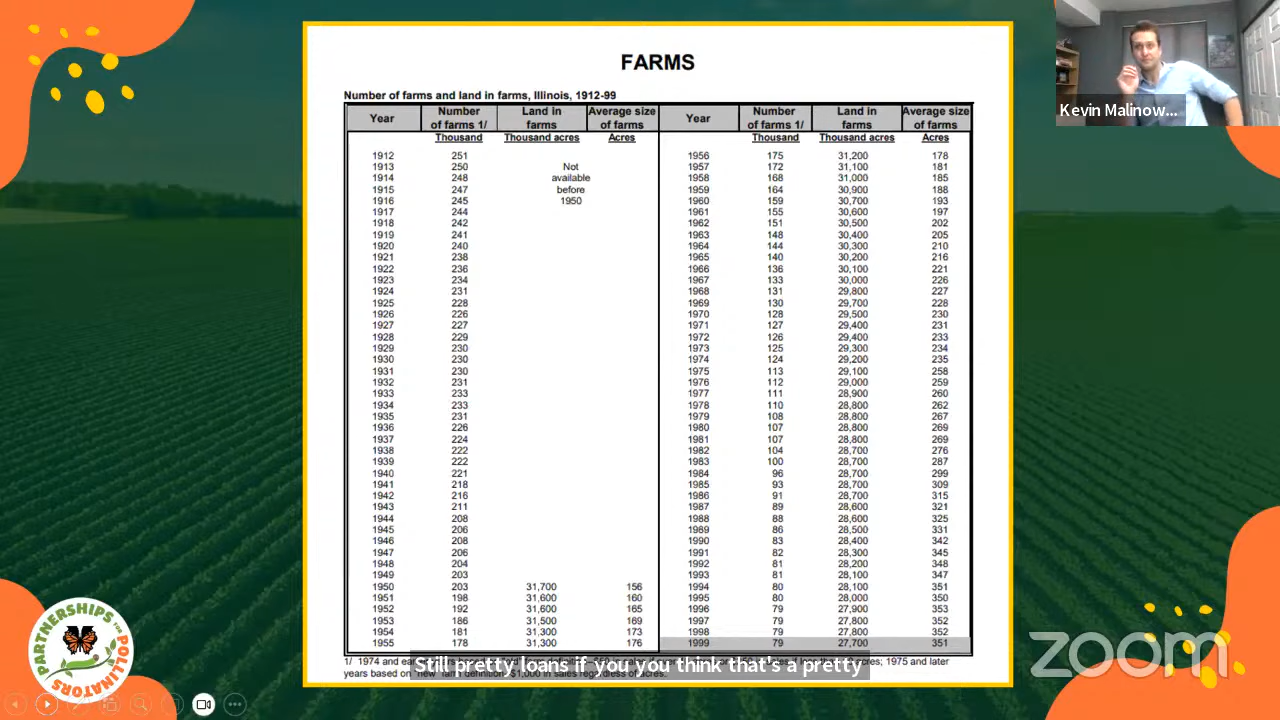 FARMS
Number of farms and land in farms, Illinois, 1912-99
Year Number of farms 1/ Land in farms Average size of farms Year Number of farms 1/ Land in farms Average size of farms
Thousand Thousand acres Acres Thousand Thousand acres Acres
1912 251 1956 175 31,200 178
1913 250 Not 1957 172 31,100 181
1914 248 available 1958 168 31,000 185
1915 247 before 1959 164 30,900 188
1916 245 1950 1960 159 30,700 193
1917 244 1961 155 30,600 197
1918 242 1962 151 30,500 202
1919 241 1963 148 30,400 205
1920 240 1964 144 30,300 210
1921 238 1965 140 30,200 216
1922 236 1966 136 30,100 221
1923 234 1967 133 30,000 226
1924 231 1968 131 29,800 227
1925 228 1969 130 29,700 228
1926 226 1970 128 29,500 230
1927 227 1971 127 29,400 231
1928 229 1972 126 29,400 233
1929 230 1973 125 29,300 234
1930 230 1974 124 29,200 235
1931 230 1975 113 29,100 258
1932 231 1976 112 29,000 259
1933 233 1977 111 28,900 260
1934 233 1978 110 28,800 262
1935 231 1979 108 28,800 267
1936 226 1980 107 28,800 269
1937 224 1981 107 28,800 269
1938 222 1982 104 28,700 276
1939 222 1983 100 28,700 287
1940 221 1984 96 28,700 299
1941 218 1985 93 28,700 309
1942 216 1986 91 28,700 315
1943 211 1987 89 28,600 321
1944 208 1988 88 28,600 325
1945 206 1989 86 28,500 331
1946 208 1990 83 28,400 342
1947 206 1991 82 28,300 345
1948 204 1992 81 28,200 348
1949 203 1993 81 28,100 347
1950 203 31,700 156 1994 80 28,100 351
1951 198 31,600 160 1995 80 28,000 350
1952 192 31,600 165 1996 79 27,900 353
1953 186 31,500 169 1997 79 27,800 352
1954 181 31,300 173 1998 79 27,800 352
1955 178 31,300 176 1999 79 27,700 351
1/ 1974 and acres; 1975 and later
years based on "new" farm definition, $1,000 in sales regardless of acres.
Still pretty loans if you you think that's a pretty
Kevin Malinow...
PARTNERSHIPS FOR POLLINATORS
zoom